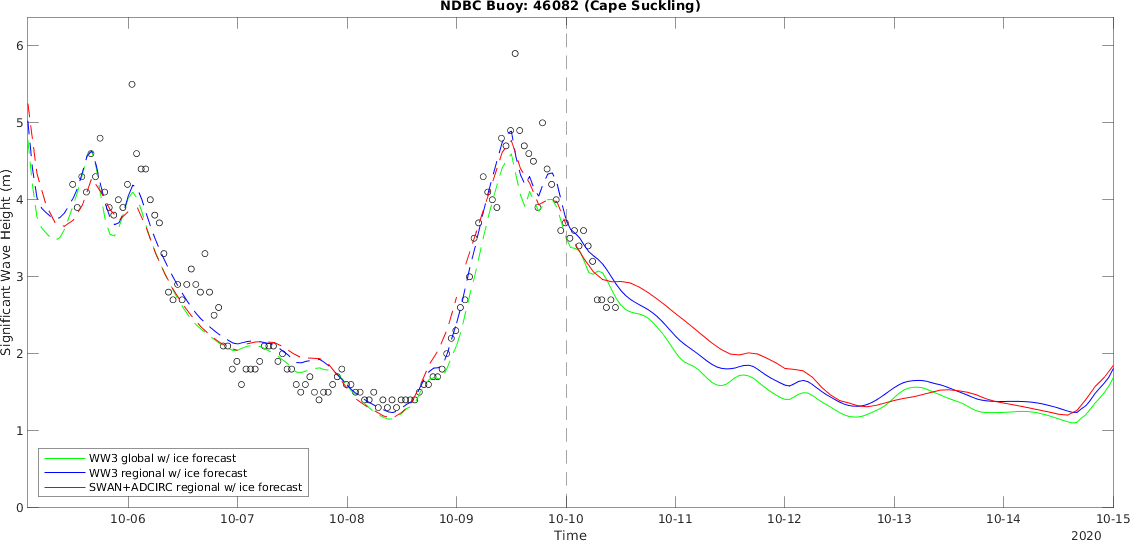 NDBC Buoy: 46082 (Cape Suckling)
6
5
4
3
2
1
0
Significant Wave Height (m)
WW3 global w/ ice forecast
WW3 regional w/ ice forecast
SWAN+ADCIRC regional w/ ice forecast
10-06 10-07 10-08 10-09 10-10 10-11 10-12 10-13 10-14 10-15
Time
2020